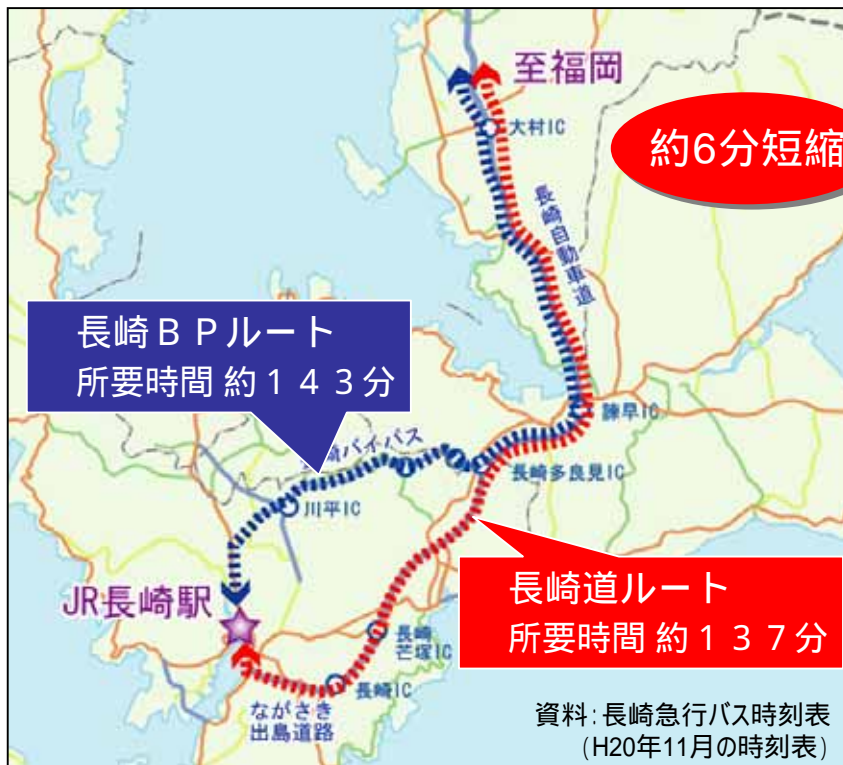 至福岡
大村IC
約6分短縮
長崎自動車道
長崎ＢＰルート
所要時間 約１４３分
諫早IC
崎バイパス
長崎多良見IC
川平IC
JR長崎駅
長崎道ルート
所要時間 約１３７分
長崎
芒塚IC
長崎IC
ながさき
出島道路
資料：長崎急行バス時刻表
(H20年11月の時刻表)